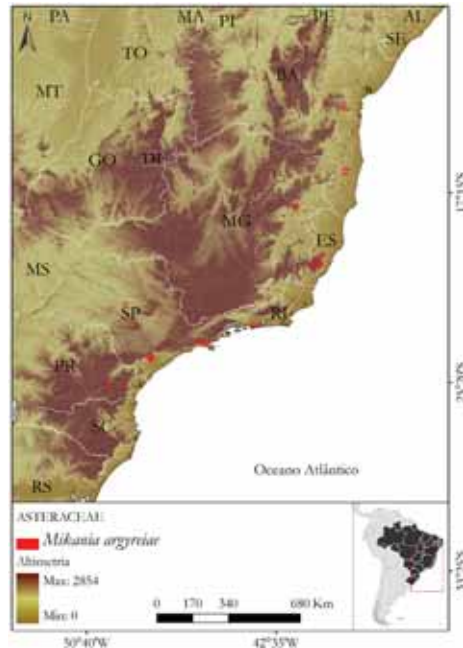 PA MA PI PE AL
N
SE
TO
BA
MT
GO DF
MG
ES
MS
SP RJ
PR
SC
Oceano Atlântico
RS
ASTERACEAE
Mikania argyreiae
Altimetria
Max: 2854
Min: 0
0 170 340 680 Km
50°40'W 42°35'W